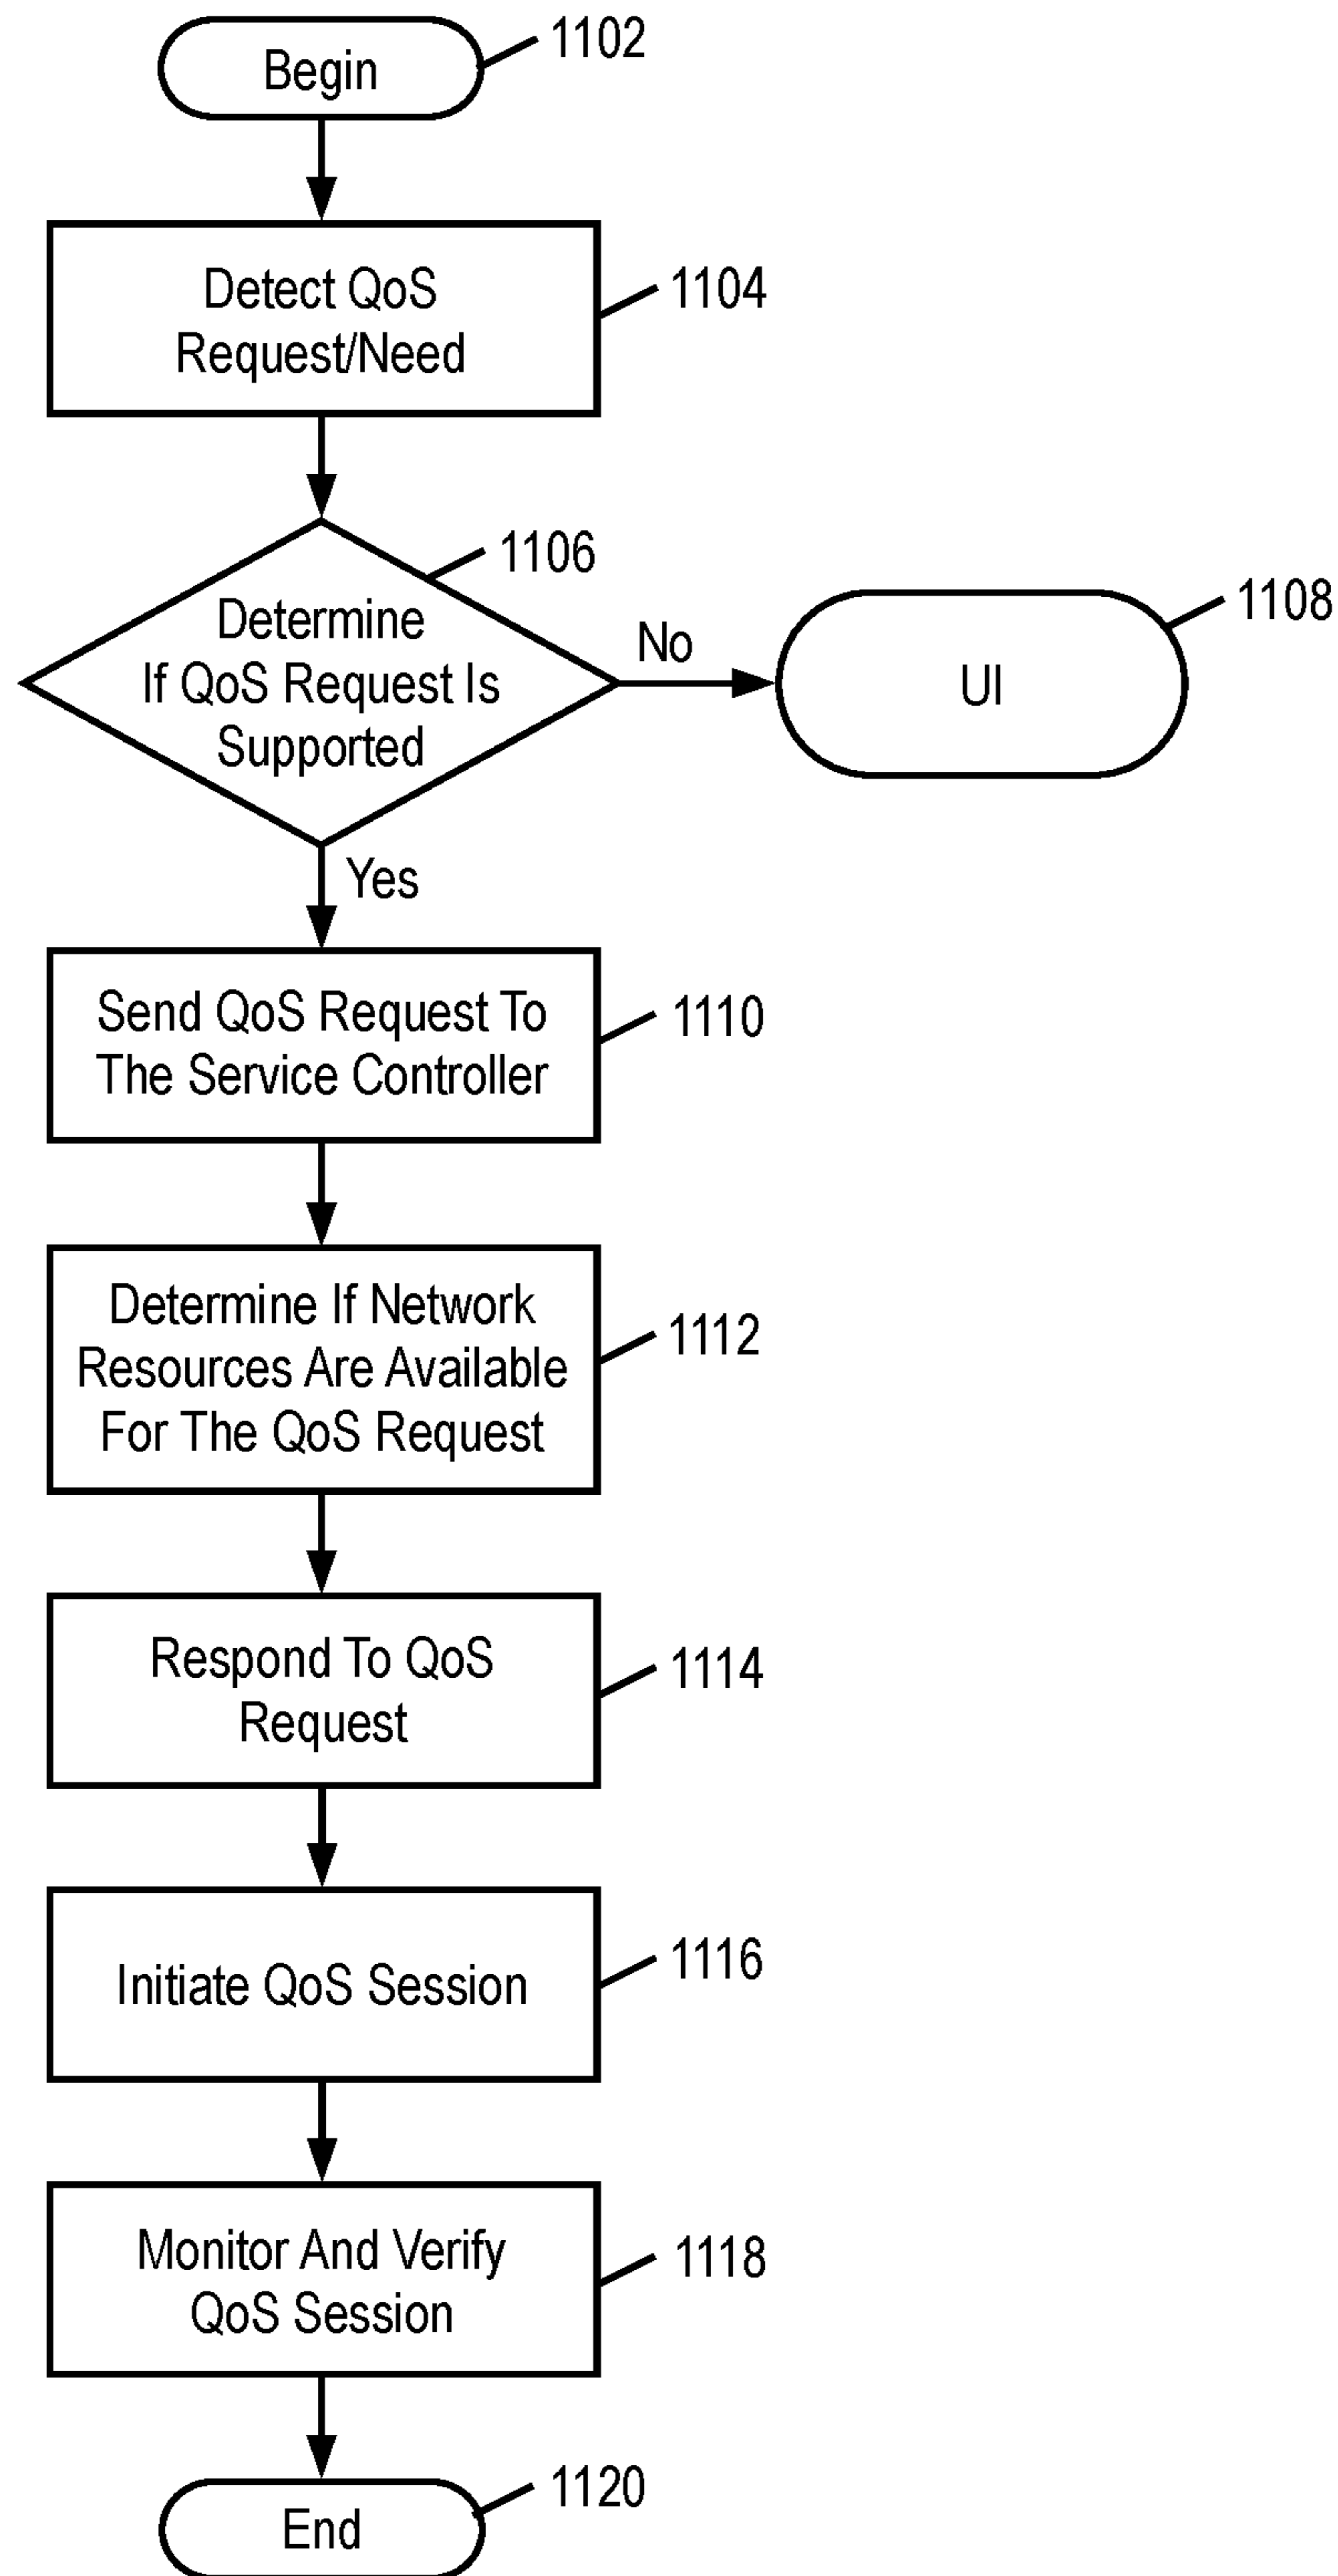 Begin
1102
Detect QoS
Request/Need
1104
1106
Determine
If QoS Request Is
Supported
No
UI
1108
Yes
Send QoS Request To
The Service Controller
1110
Determine If Network
Resources Are Available
For The QoS Request
1112
Respond To QoS
Request
1114
Initiate QoS Session
1116
Monitor And Verify
QoS Session
1118
End
1120